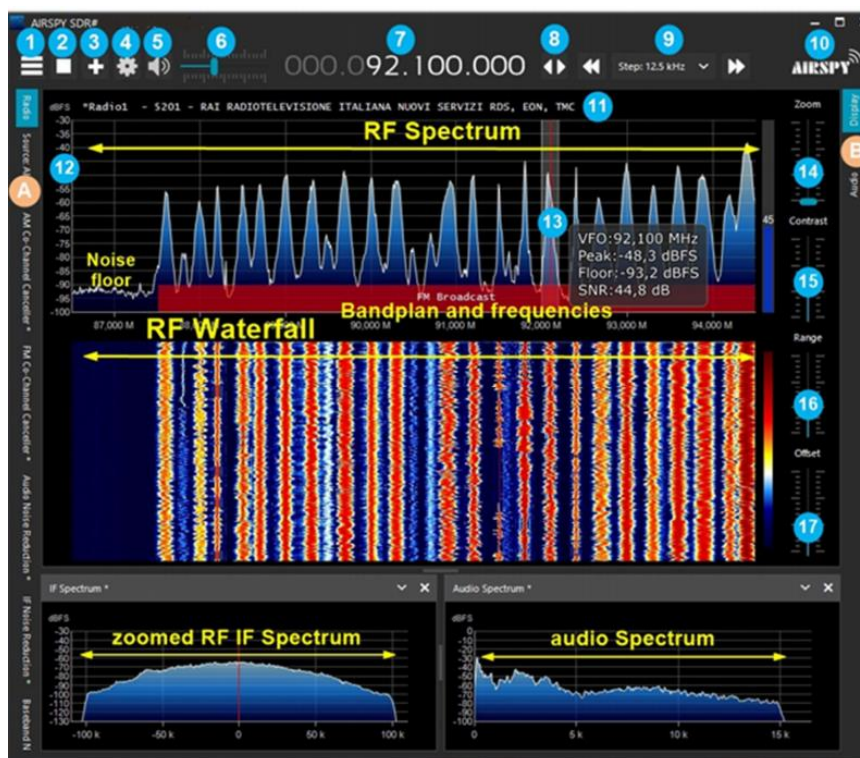 AIRSPY SDR#
1
2
3
4
5
6
7
8
9
10
000.092.100.000
Step: 12.5 kHz
AIRSPY
Radio
Source: AI
A
AM Co-Channel Canceller *
FM Co-Channel Canceller *
Audio Noise Reduction *
IF Noise Reduction *
Baseband N
dBFS
*Radio1 - 5201 - RAI RADIOTELEVISIONE ITALIANA NUOVI SERVIZI RDS, EON, TMC
11
RF Spectrum
-30
-35
-40
12
-55
-60
-65
-70
-75
-80
-85
-90
-95
-100
Noise
floor
13
VFO:92,100 MHz
Peak:-48,3 dBFS
Floor:-93,2 dBFS
SNR:44,8 dB
45
FM Broadcast
Bandplan and frequencies
87,000 M
90,000 M
91,000 M
92,000 M
93,000 M
94,000 M
RF Waterfall
Zoom
14
Contrast
15
Range
16
Offset
17
Display
B
Audio
IF Spectrum *
dBFS
zoomed RF IF Spectrum
-30
-40
-50
-60
-70
-80
-90
-100
-110
-120
-130
-100 k
-50 k
0
50 k
100 k
Audio Spectrum *
dBFS
audio Spectrum
0
-10
-20
-30
-40
-50
-60
-70
-80
-90
-100
-110
-120
-130
0
5 k
10 k
15 k